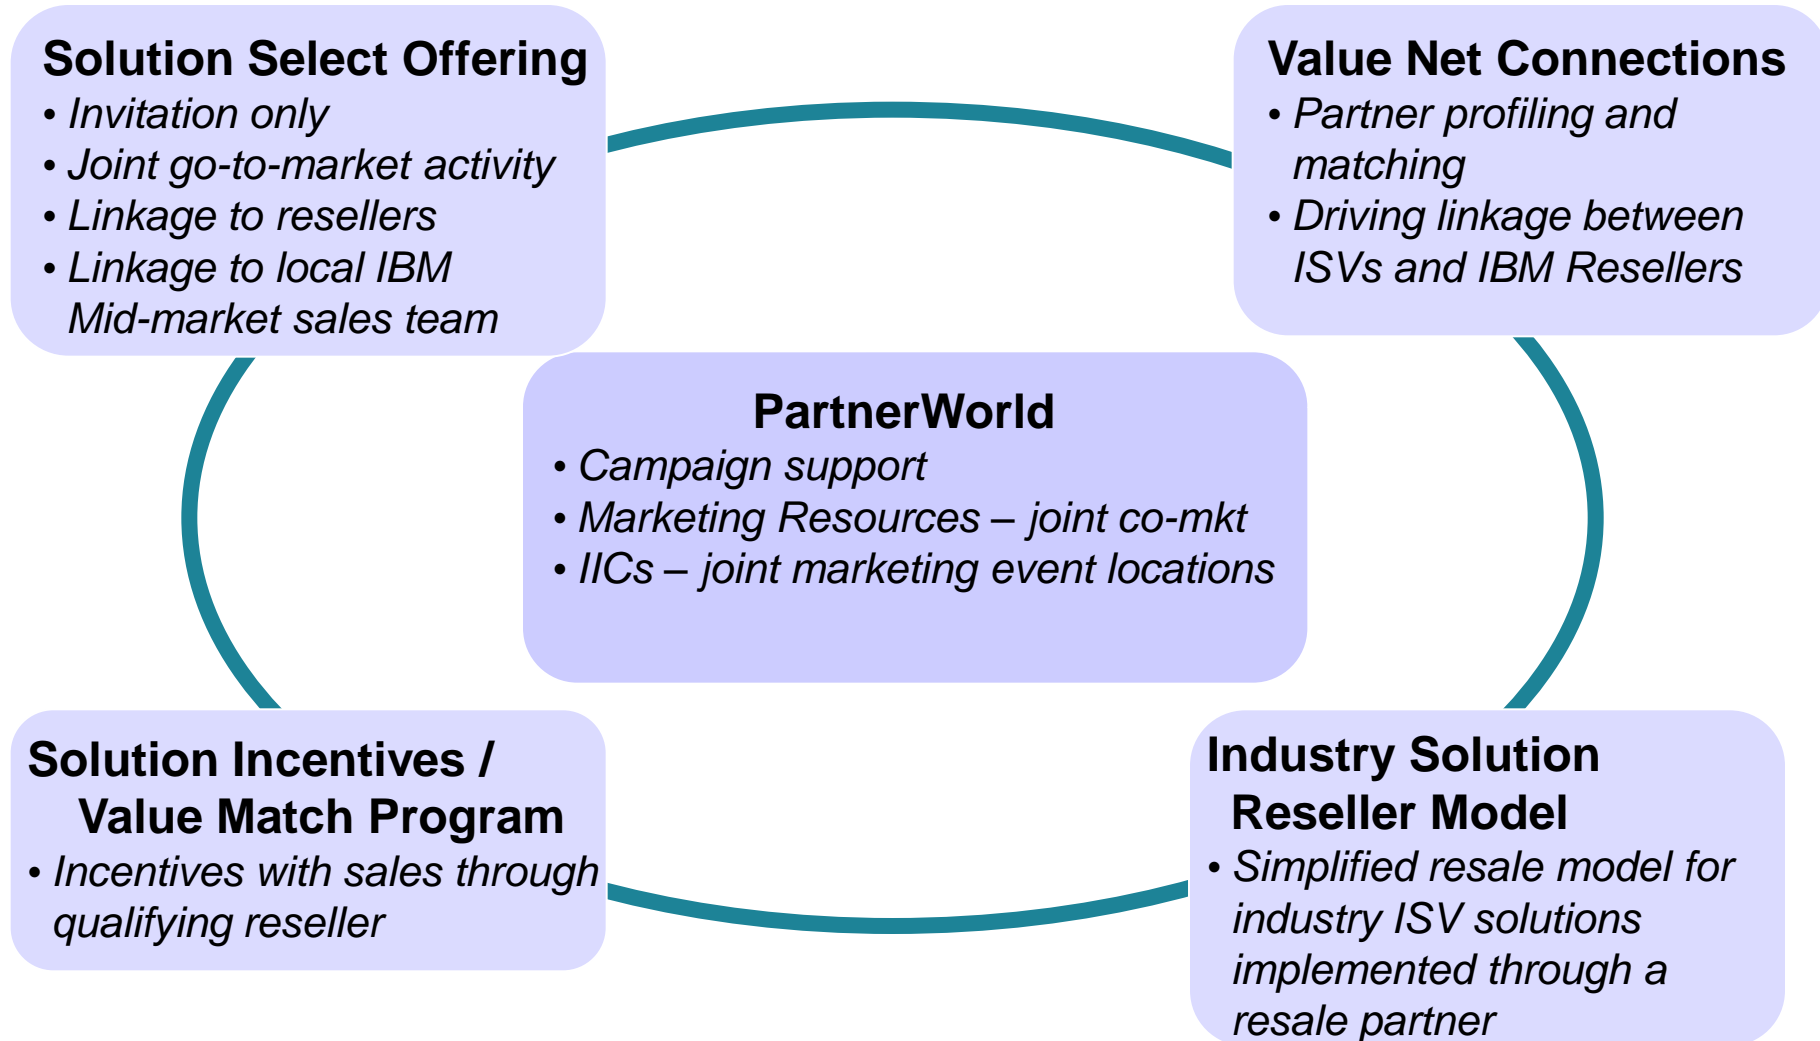 Solution Select Offering
• Invitation only
• Joint go-to-market activity
• Linkage to resellers
• Linkage to local IBM
Mid-market sales team
Value Net Connections
• Partner profiling and
matching
• Driving linkage between
ISVs and IBM Resellers
PartnerWorld
• Campaign support
• Marketing Resources – joint co-mkt
• IICs – joint marketing event locations
Solution Incentives /
Value Match Program
• Incentives with sales through
qualifying reseller
Industry Solution
Reseller Model
• Simplified resale model for
industry ISV solutions
implemented through a
resale partner